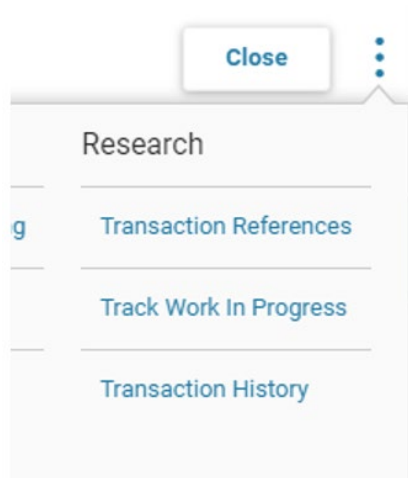 Close
Research
g
Transaction References
Track Work In Progress
Transaction History